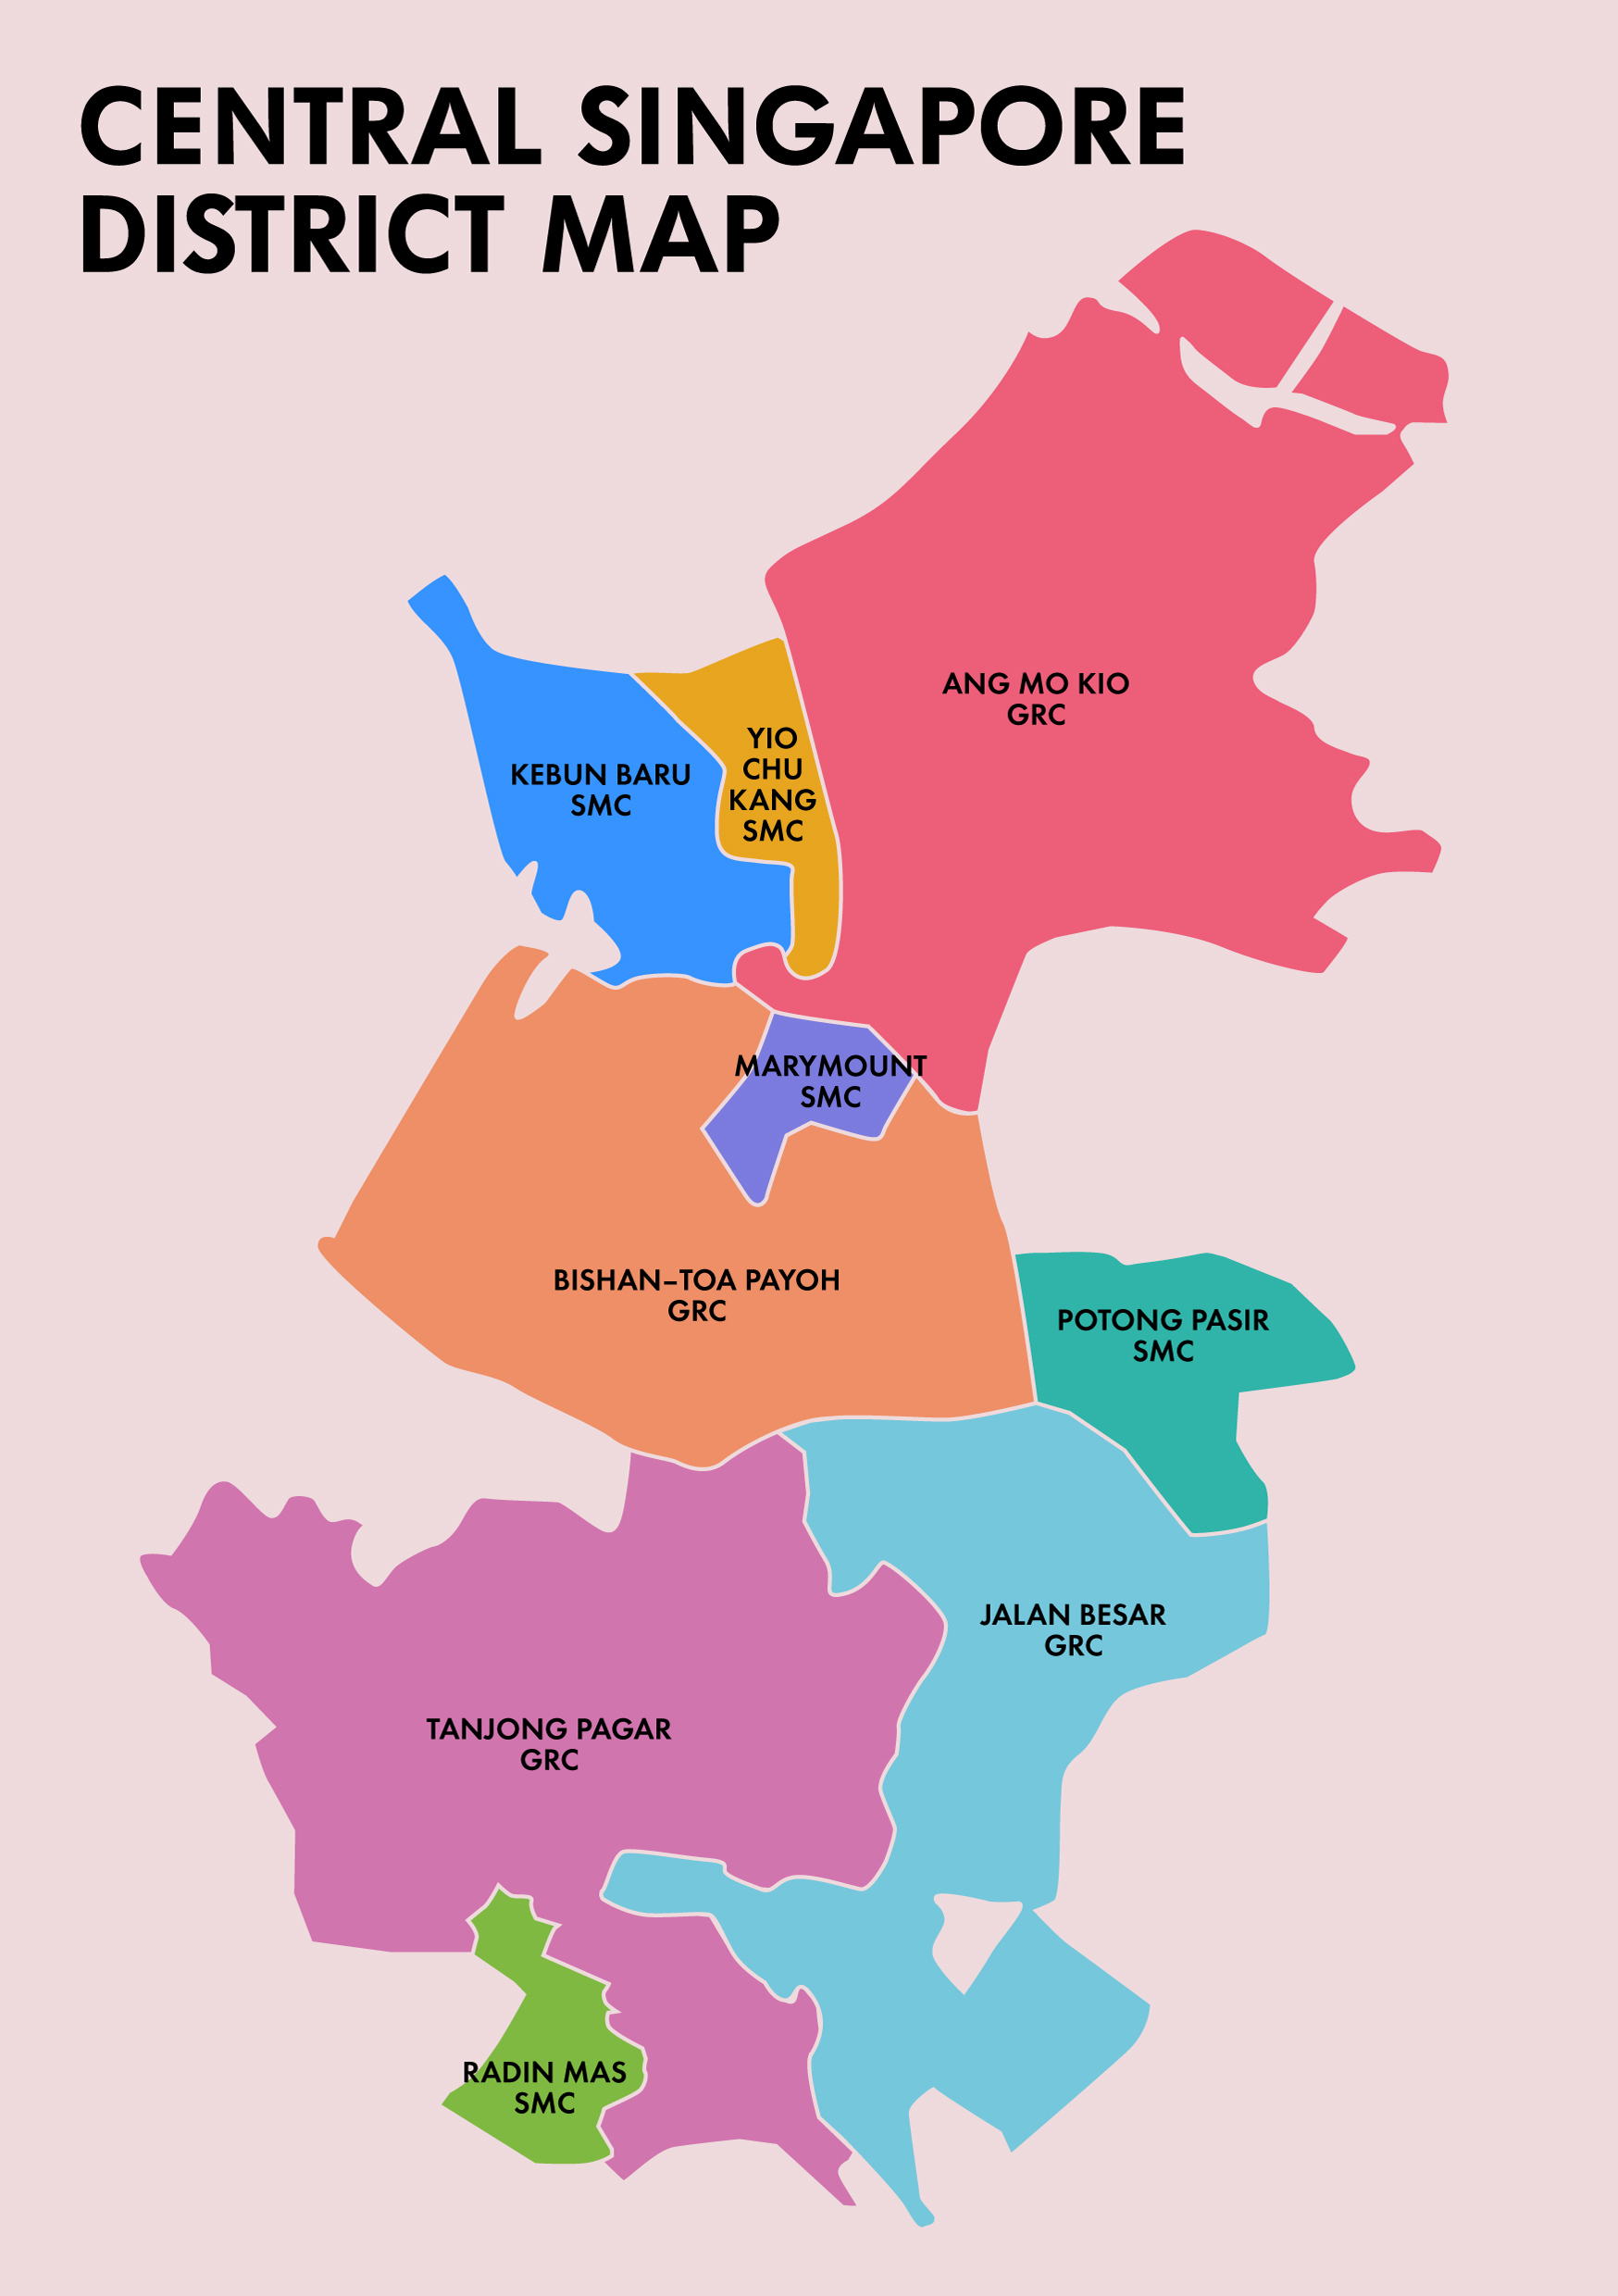 CENTRAL SINGAPORE
DISTRICT MAP
ANG MO KIO
GRC
YIO
CHU
KANG
SMC
KEBUN BARU
SMC
MARYMOUNT
SMC
BISHAN–TOA PAYOH
GRC
POTONG PASIR
SMC
JALAN BESAR
GRC
TANJONG PAGAR
GRC
RADIN MAS
SMC